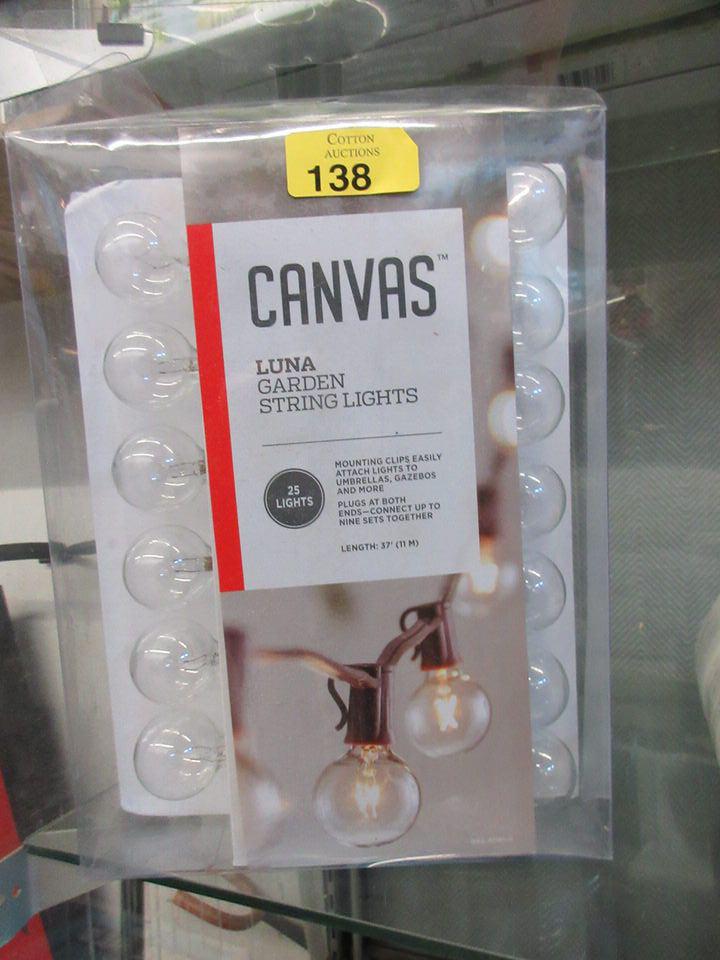 COTTON
AUCTIONS
138
CANVAS™
LUNA
GARDEN
STRING LIGHTS
25
LIGHTS
MOUNTING CLIPS EASILY
ATTACH LIGHTS TO
UMBRELLAS, GAZEBOS
AND MORE
PLUGS AT BOTH
ENDS—CONNECT UP TO
NINE SETS TOGETHER
LENGTH: 37' (11 M)